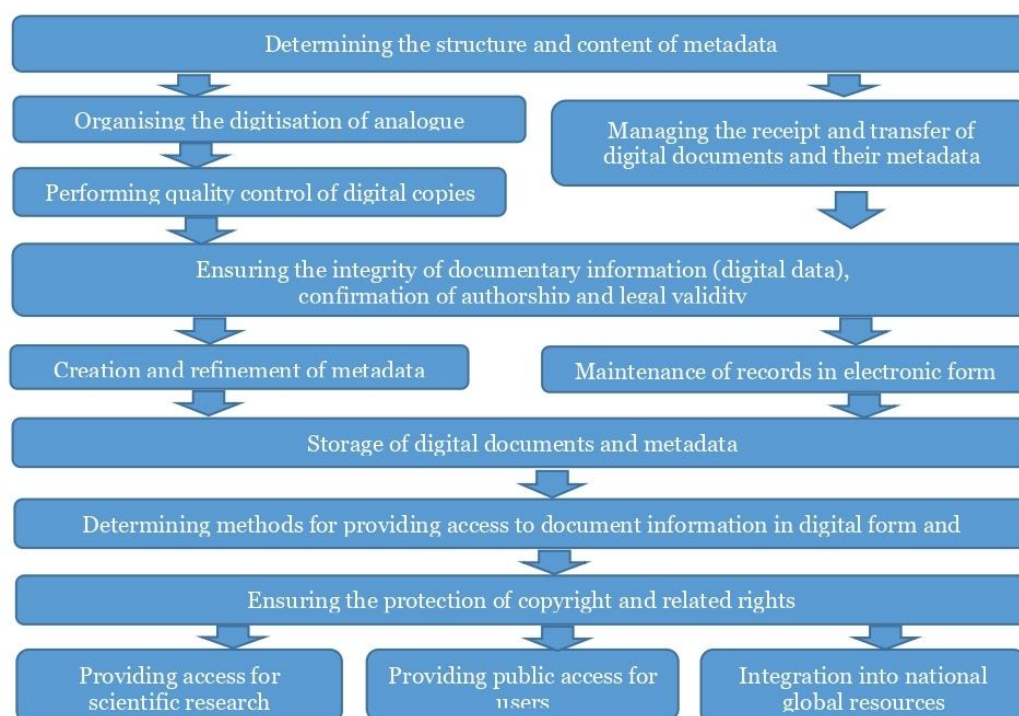 Determining the structure and content of metadata
Organising the digitisation of analogue
Managing the receipt and transfer of
digital documents and their metadata
Performing quality control of digital copies
Ensuring the integrity of documentary information (digital data),
confirmation of authorship and legal validity
Creation and refinement of metadata
Maintenance of records in electronic form
Storage of digital documents and metadata
Determining methods for providing access to document information in digital form and
Ensuring the protection of copyright and related rights
Providing access for
scientific research
Providing public access for
users
Integration into national
global resources